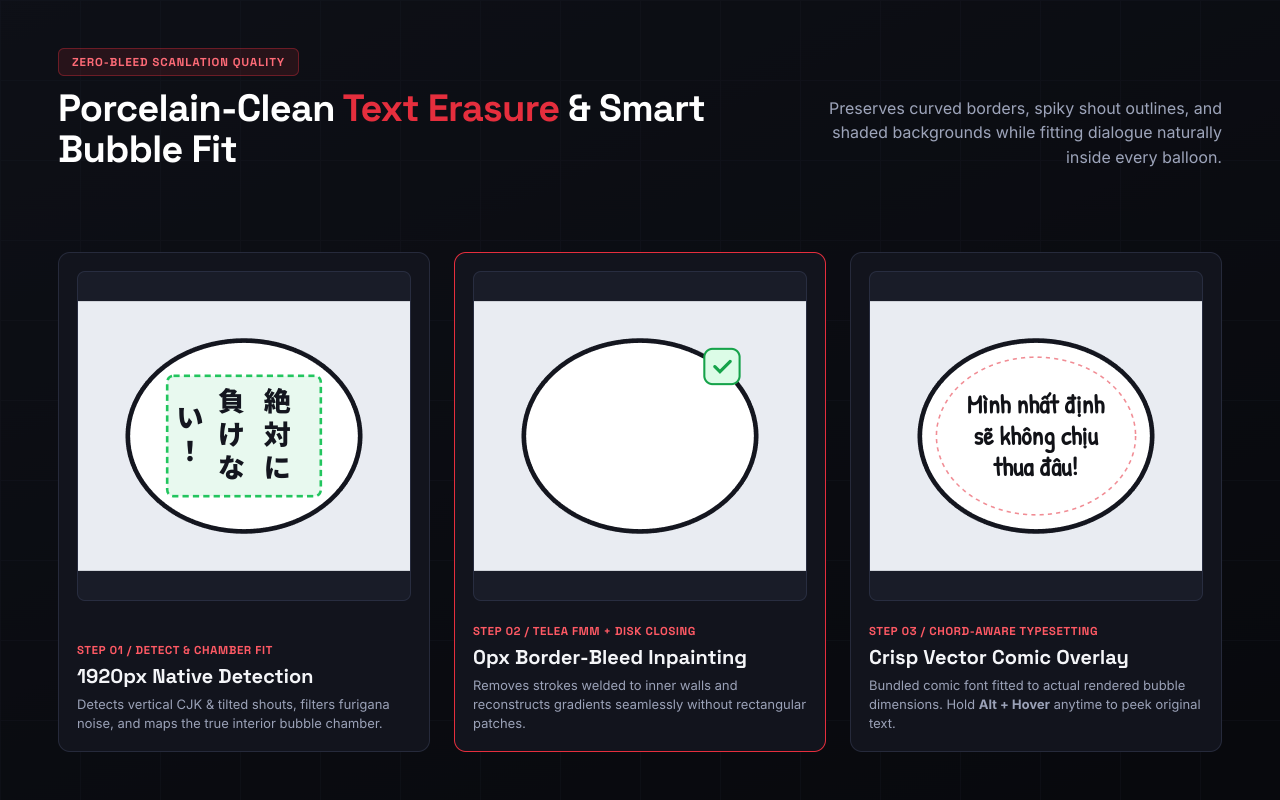 ZERO-BLEED SCANLATION QUALITY
Porcelain-Clean Text Erasure & Smart
Bubble Fit
Preserves curved borders, spiky shout outlines, and
shaded backgrounds while fitting dialogue naturally
inside every balloon.
絶対に
負けな
い！
STEP 01 / DETECT & CHAMBER FIT
1920px Native Detection
Detects vertical CJK & tilted shouts, filters furigana
noise, and maps the true interior bubble chamber.
STEP 02 / TELEA FMM + DISK CLOSING
0px Border-Bleed Inpainting
Removes strokes welded to inner walls and
reconstructs gradients seamlessly without rectangular
patches.
Mình nhất định
sẽ không chịu
thua đâu!
STEP 03 / CHORD-AWARE TYPESETTING
Crisp Vector Comic Overlay
Bundled comic font fitted to actual rendered bubble
dimensions. Hold Alt + Hover anytime to peek original
text.